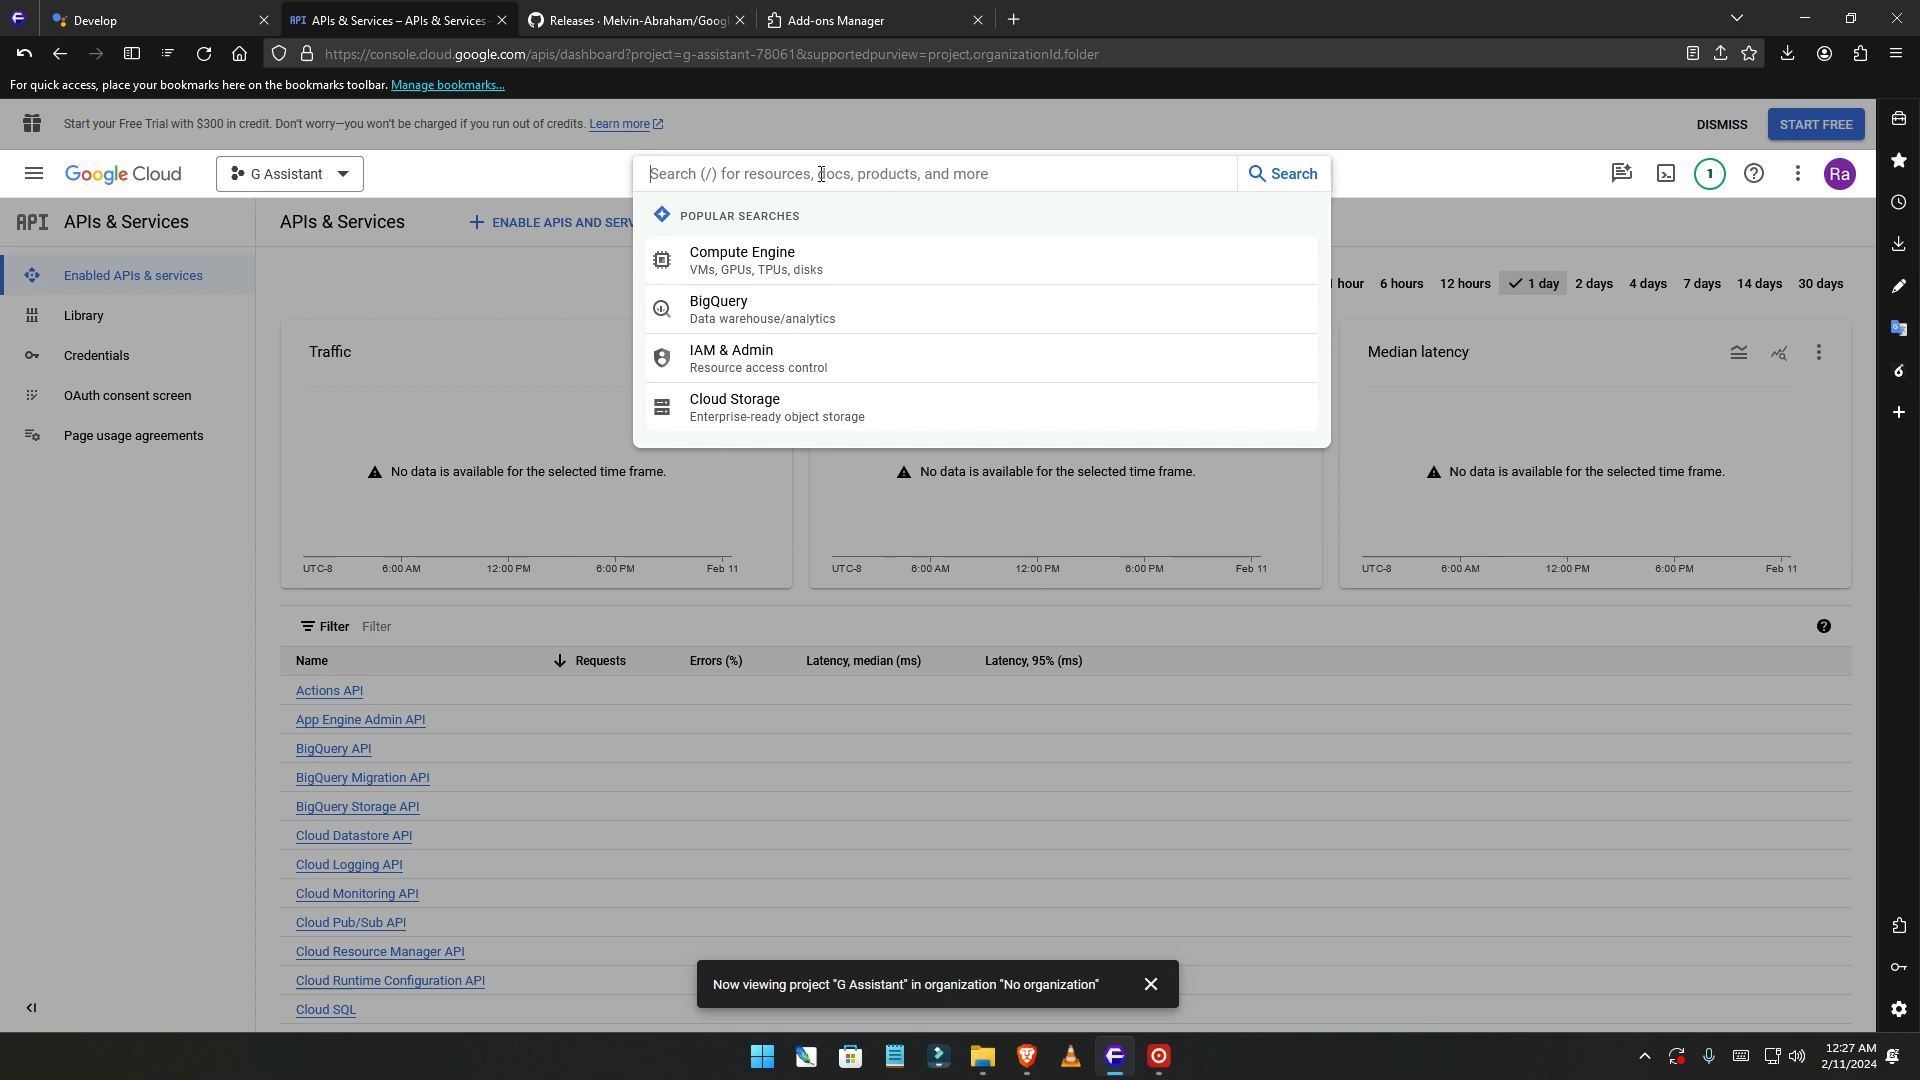 Develop
API APIs & Services – APIs & Services
Releases · Melvin-Abraham/Goog
Add-ons Manager
https://console.cloud.google.com/apis/dashboard?project=g-assistant-78061&supportedpurview=project,organizationId,folder
For quick access, place your bookmarks here on the bookmarks toolbar. Manage bookmarks...
Start your Free Trial with $300 in credit. Don't worry—you won't be charged if you run out of credits. Learn more
DISMISS
START FREE
Google Cloud
G Assistant
Search (/) for resources, docs, products, and more
Search
1
Ra
API APIs & Services
APIs & Services
ENABLE APIS AND SERV
POPULAR SEARCHES
Compute Engine
VMs, GPUs, TPUs, disks
BigQuery
Data warehouse/analytics
IAM & Admin
Resource access control
Cloud Storage
Enterprise-ready object storage
Enabled APIs & services
Library
Credentials
OAuth consent screen
Page usage agreements
hour
6 hours
12 hours
1 day
2 days
4 days
7 days
14 days
30 days
Traffic
Median latency
No data is available for the selected time frame.
No data is available for the selected time frame.
No data is available for the selected time frame.
UTC-8 6:00 AM 12:00 PM 6:00 PM Feb 11
UTC-8 6:00 AM 12:00 PM 6:00 PM Feb 11
UTC-8 6:00 AM 12:00 PM 6:00 PM Feb 11
Filter Filter
Name Requests Errors (%) Latency, median (ms) Latency, 95% (ms)
Actions API
App Engine Admin API
BigQuery API
BigQuery Migration API
BigQuery Storage API
Cloud Datastore API
Cloud Logging API
Cloud Monitoring API
Cloud Pub/Sub API
Cloud Resource Manager API
Cloud Runtime Configuration API
Cloud SQL
Now viewing project "G Assistant" in organization "No organization"
12:27 AM
2/11/2024